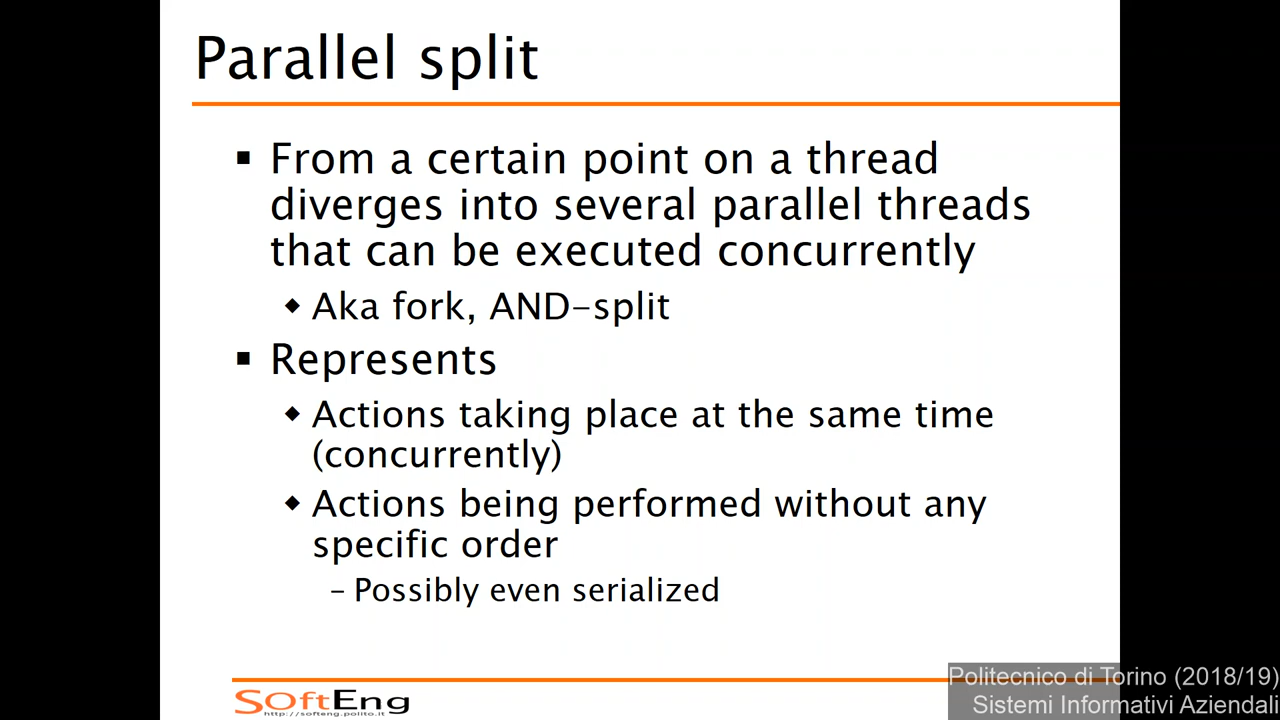 Parallel split
▪ From a certain point on a thread
diverges into several parallel threads
that can be executed concurrently
◆ Aka fork, AND-split
▪ Represents
◆ Actions taking place at the same time
(concurrently)
◆ Actions being performed without any
specific order
– Possibly even serialized
SoftEng
http://softeng.polito.it
Politecnico di Torino (2018/19)
Sistemi Informativi Aziendali